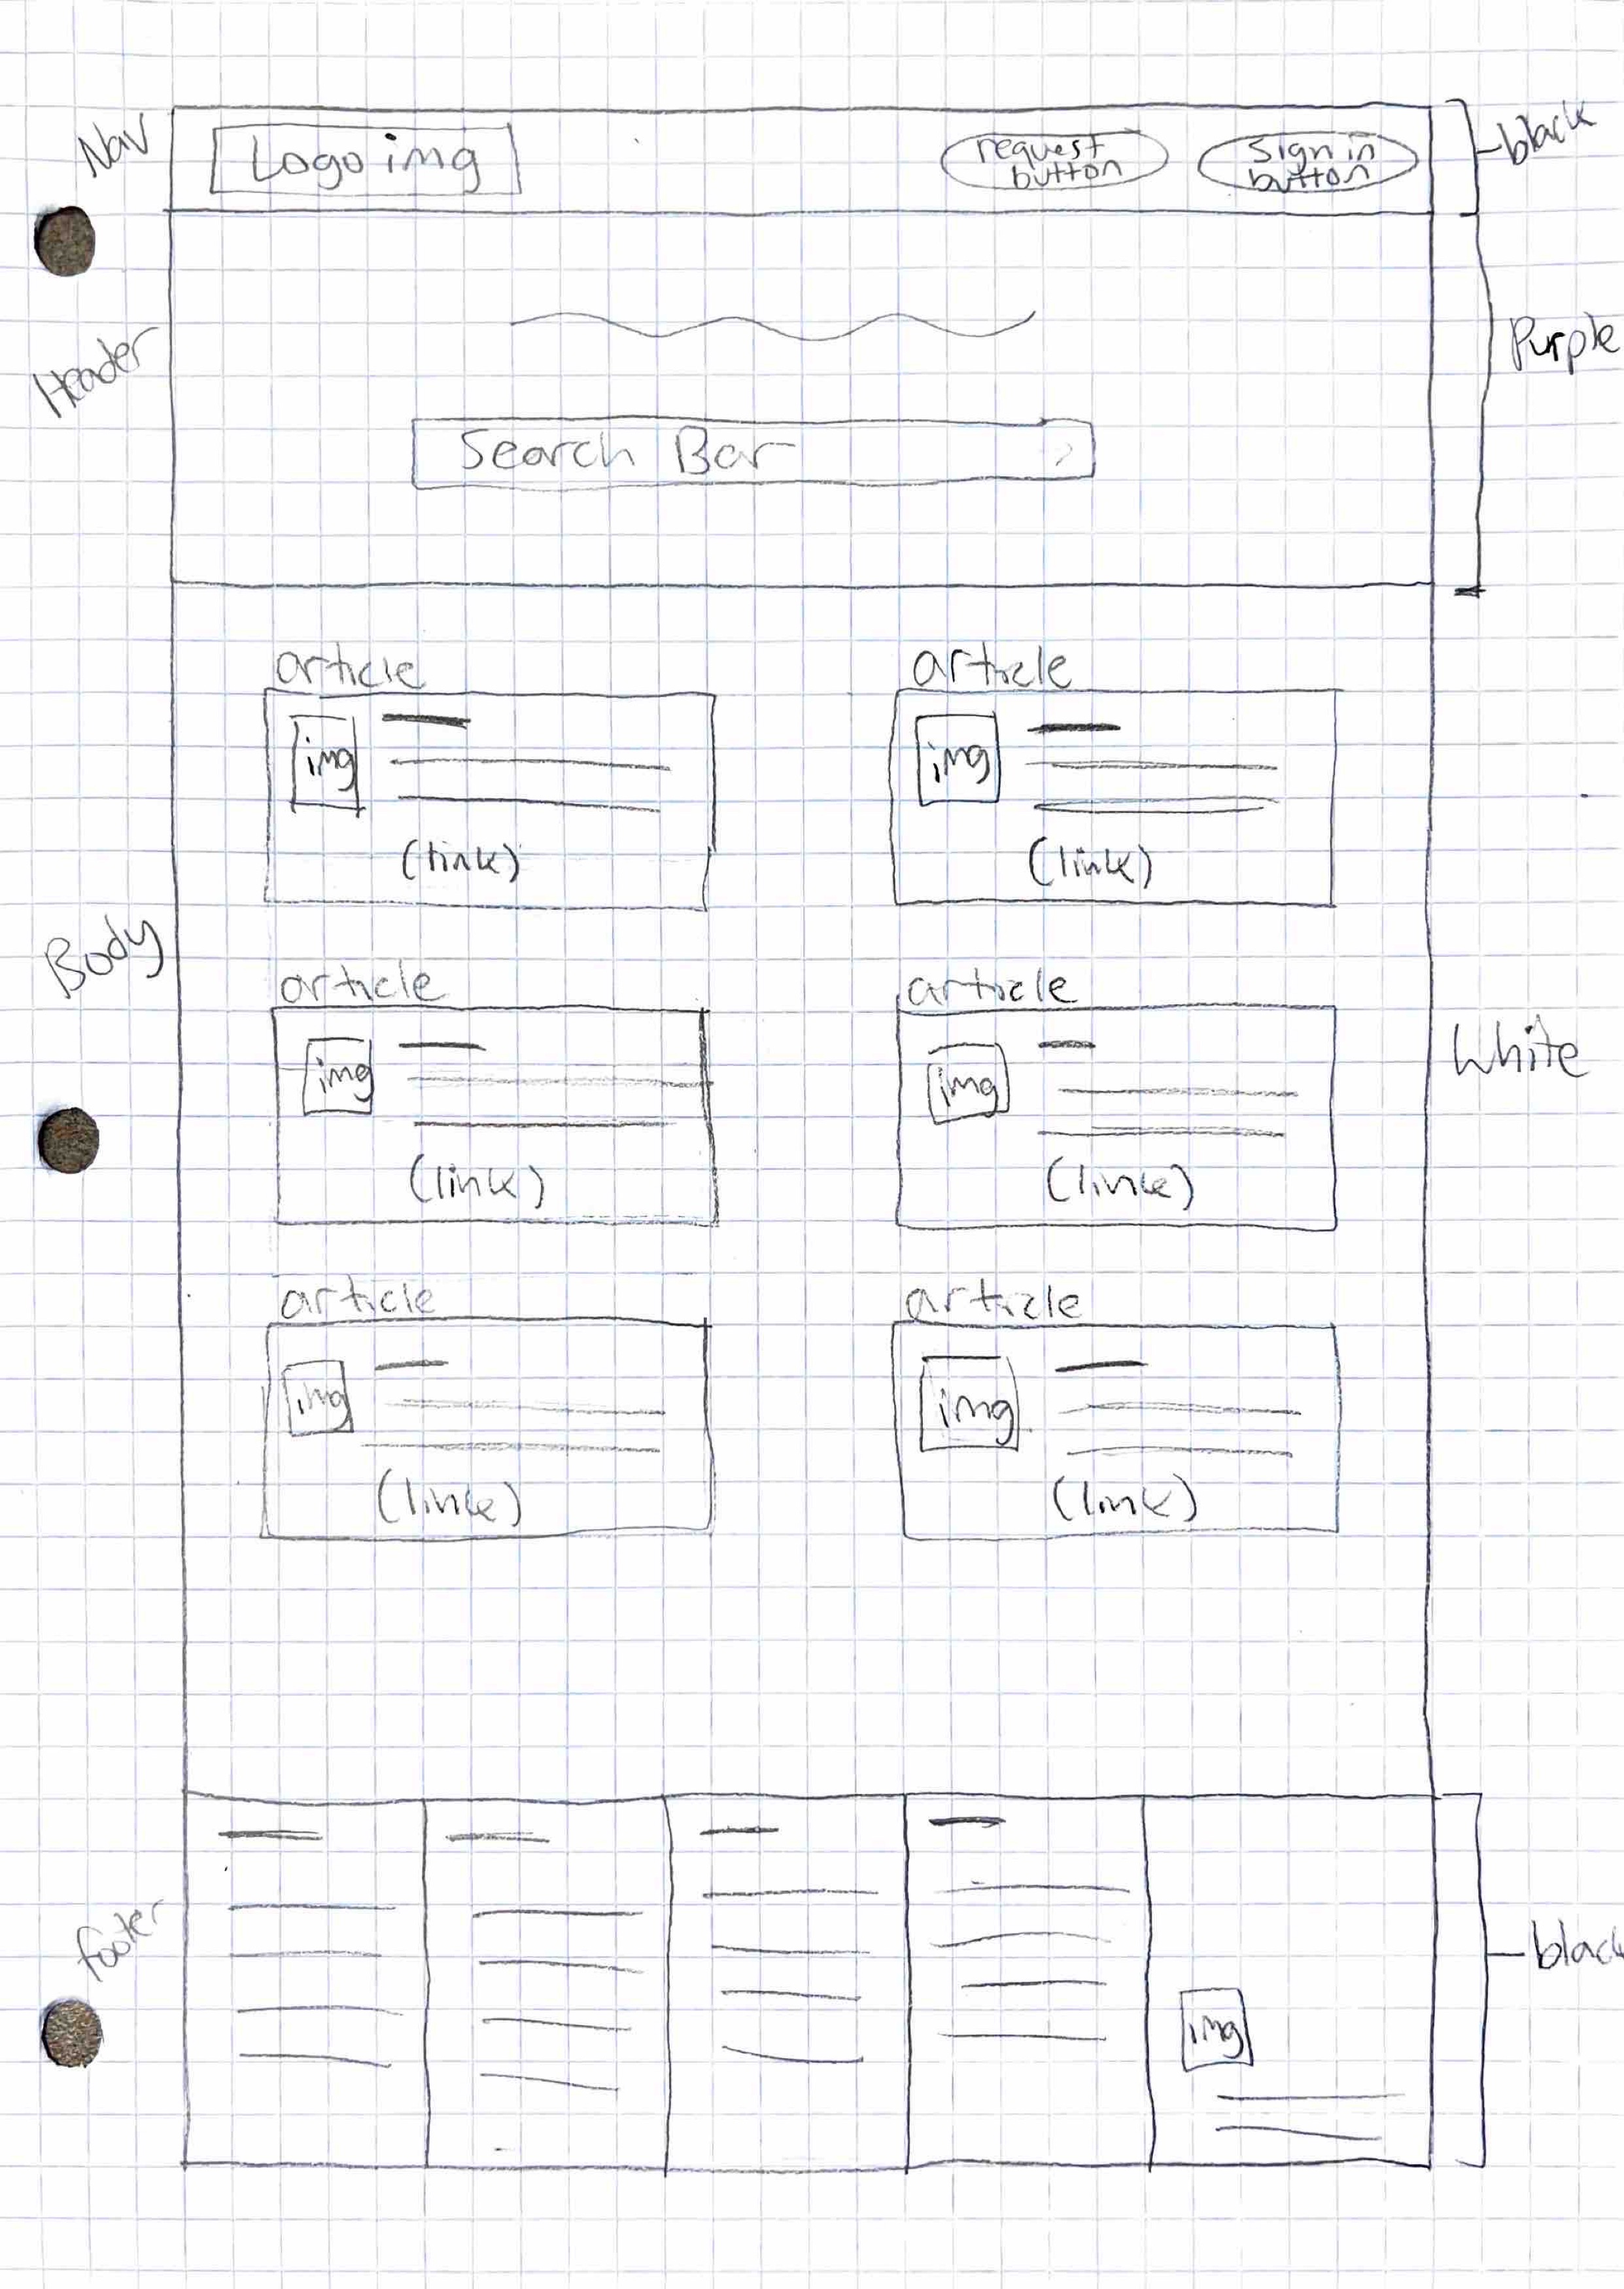 Nav
Logo img
request
button
Sign in
button
black
Header
Purple
Search Bar
article
article
img
img
(link)
(link)
Body
article
article
img
img
White
(link)
(link)
article
article
img
img
(link)
(link)
footer
black
img